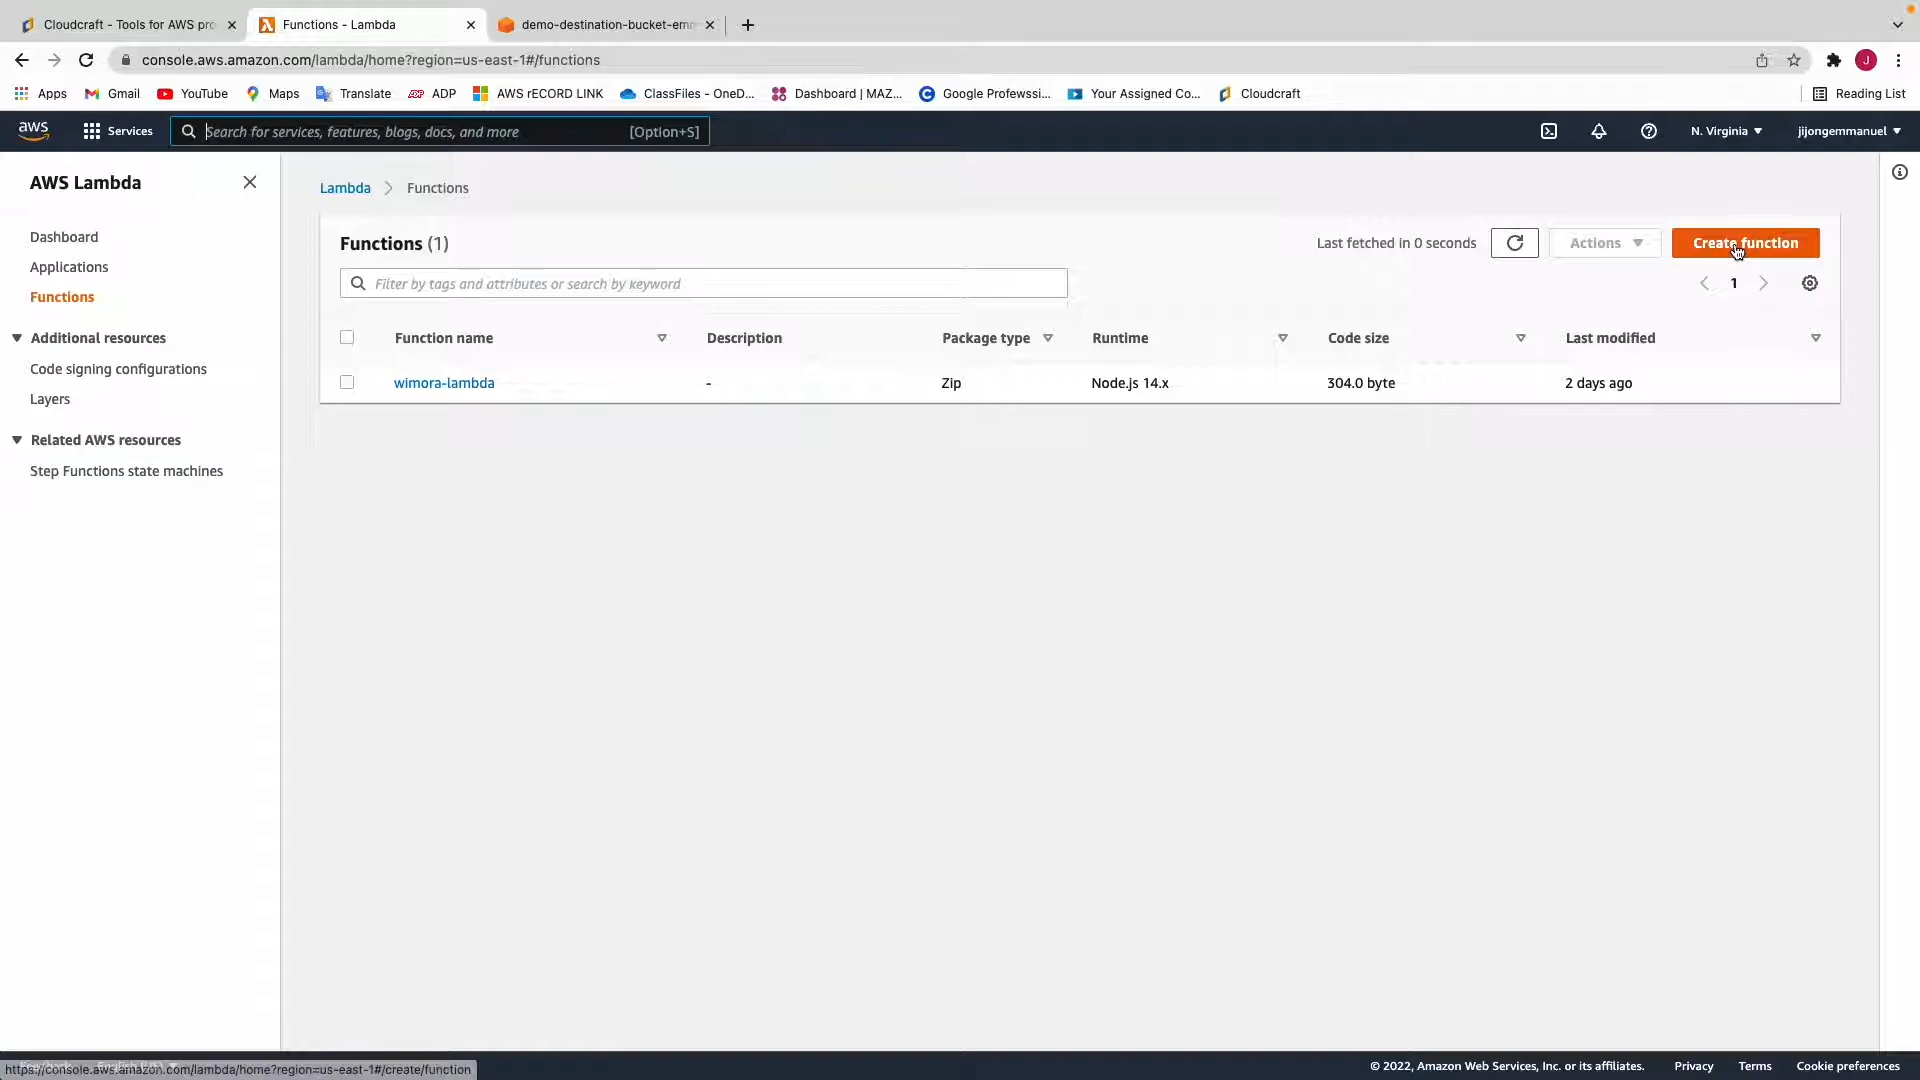 Cloudcraft - Tools for AWS pro
Functions - Lambda
demo-destination-bucket-em
console.aws.amazon.com/lambda/home?region=us-east-1#/functions
Apps
Gmail
YouTube
Maps
Translate
ADP
AWS rECORD LINK
ClassFiles - OneD...
Dashboard | MAZ...
Google Profewssi...
Your Assigned Co...
Cloudcraft
Reading List
aws
Services
Search for services, features, blogs, docs, and more
[Option+S]
N. Virginia
jijongemmanuel
AWS Lambda
Dashboard
Applications
Functions
Additional resources
Code signing configurations
Layers
Related AWS resources
Step Functions state machines
Lambda > Functions
Functions (1)
Last fetched in 0 seconds
Actions
Create function
Filter by tags and attributes or search by keyword
1
Function name Description Package type Runtime Code size Last modified
wimora-lambda - Zip Node.js 14.x 304.0 byte 2 days ago
https://console.aws.amazon.com/lambda/home?region=us-east-1#/create/function
© 2022, Amazon Web Services, Inc. or its affiliates.
Privacy
Terms
Cookie preferences